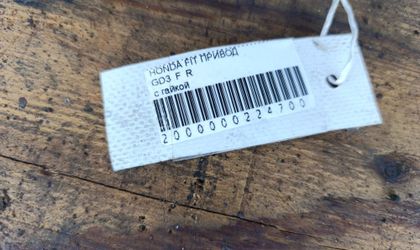 HONDA FIT ПРИВОД
GD3 F R
с гайкой
2000000224700